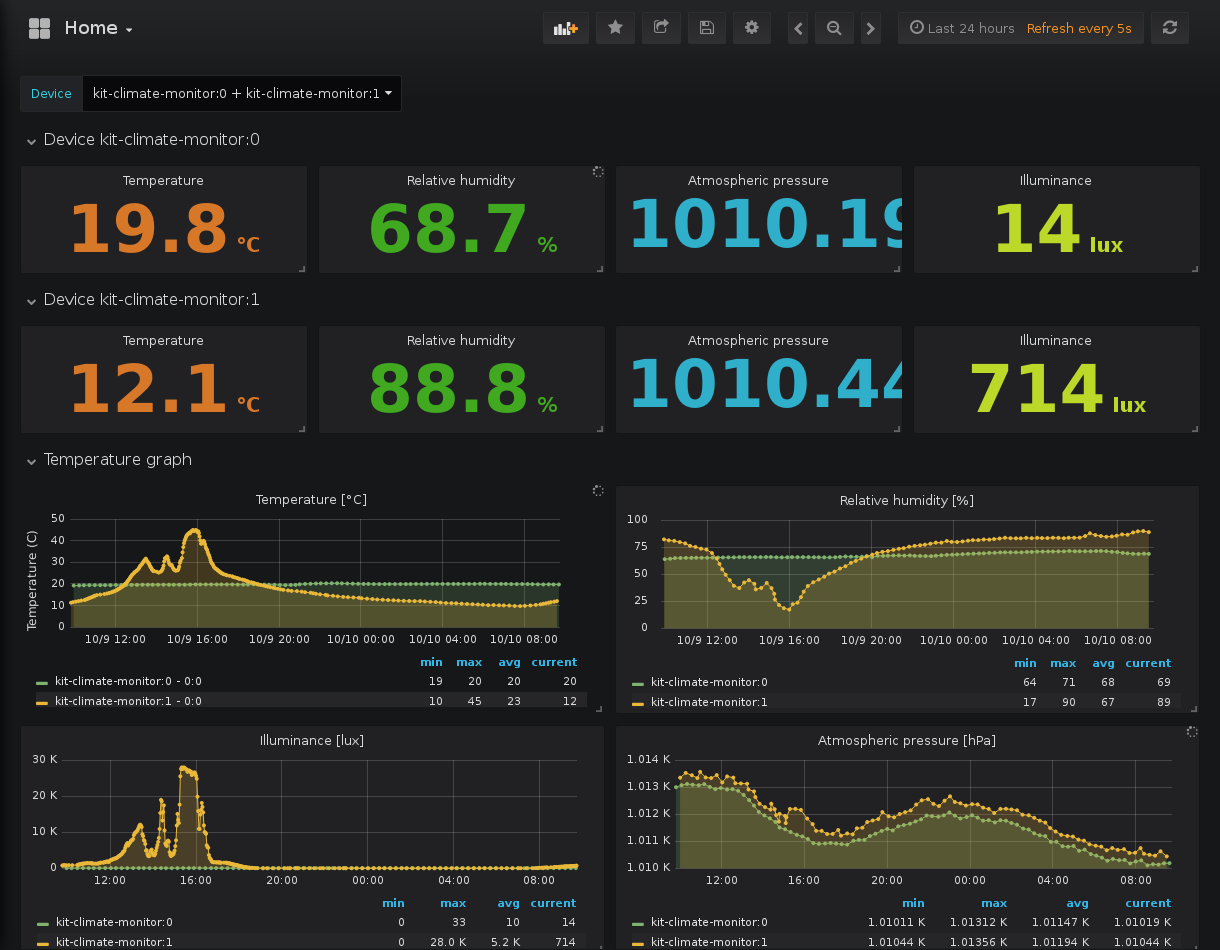 Home
Last 24 hours Refresh every 5s
Device kit-climate-monitor:0 + kit-climate-monitor:1
Device kit-climate-monitor:0
Temperature Relative humidity Atmospheric pressure Illuminance
19.8 °C 68.7 % 1010.19 14 lux
Device kit-climate-monitor:1
Temperature Relative humidity Atmospheric pressure Illuminance
12.1 °C 88.8 % 1010.44 714 lux
Temperature graph
Temperature [°C]
Temperature (C)
50
40
30
20
10
0
10/9 12:00 10/9 16:00 10/9 20:00 10/10 00:00 10/10 04:00 10/10 08:00
min max avg current
kit-climate-monitor:0 - 0:0 19 20 20 20
kit-climate-monitor:1 - 0:0 10 45 23 12
Relative humidity [%]
100
75
50
25
0
10/9 12:00 10/9 16:00 10/9 20:00 10/10 00:00 10/10 04:00 10/10 08:00
min max avg current
kit-climate-monitor:0 64 71 68 69
kit-climate-monitor:1 17 90 67 89
Illuminance [lux]
30 K
20 K
10 K
0
12:00 16:00 20:00 00:00 04:00 08:00
min max avg current
kit-climate-monitor:0 0 33 10 14
kit-climate-monitor:1 0 28.0 K 5.2 K 714
Atmospheric pressure [hPa]
1.014 K
1.013 K
1.012 K
1.011 K
1.010 K
12:00 16:00 20:00 00:00 04:00 08:00
min max avg current
kit-climate-monitor:0 1.01011 K 1.01312 K 1.01147 K 1.01019 K
kit-climate-monitor:1 1.01044 K 1.01356 K 1.01194 K 1.01044 K